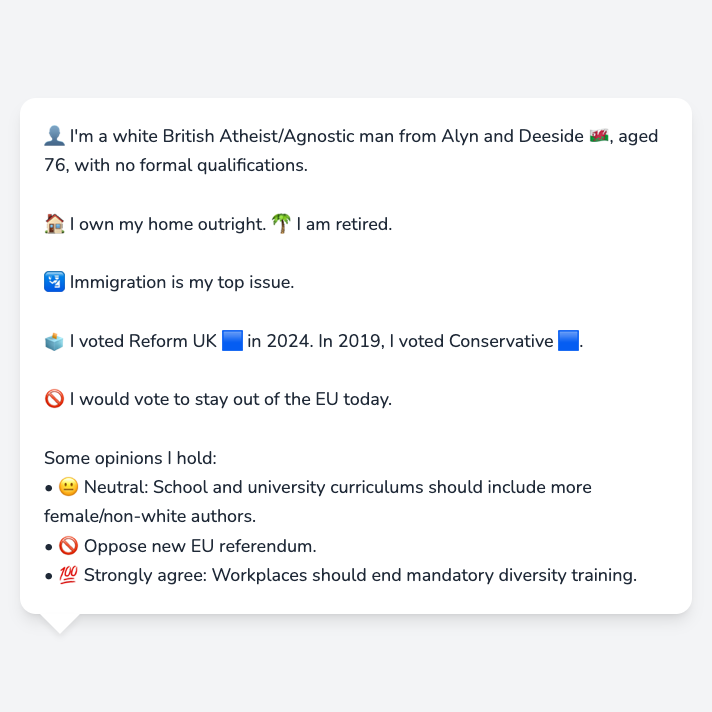 👤 I'm a white British Atheist/Agnostic man from Alyn and Deeside 🏴󠁧󠁢󠁷󠁬󠁳󠁿, aged
76, with no formal qualifications.
🏠 I own my home outright. 🌴 I am retired.
🛂 Immigration is my top issue.
🗳️ I voted Reform UK 🟦 in 2024. In 2019, I voted Conservative 🟦.
🚫 I would vote to stay out of the EU today.
Some opinions I hold:
• 😐 Neutral: School and university curriculums should include more
female/non-white authors.
• 🚫 Oppose new EU referendum.
• 💯 Strongly agree: Workplaces should end mandatory diversity training.